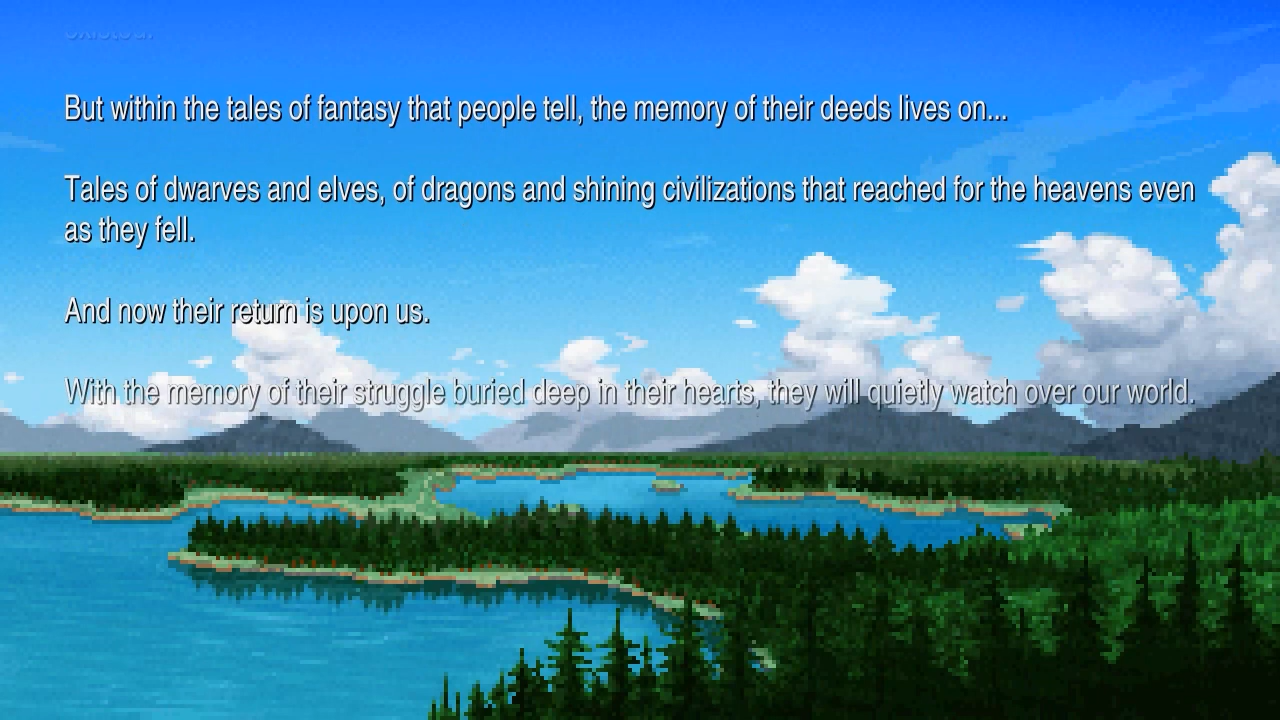 But within the tales of fantasy that people tell, the memory of their deeds lives on...
Tales of dwarves and elves, of dragons and shining civilizations that reached for the heavens even
as they fell.
And now their return is upon us.
With the memory of their struggle buried deep in their hearts, they will quietly watch over our world.